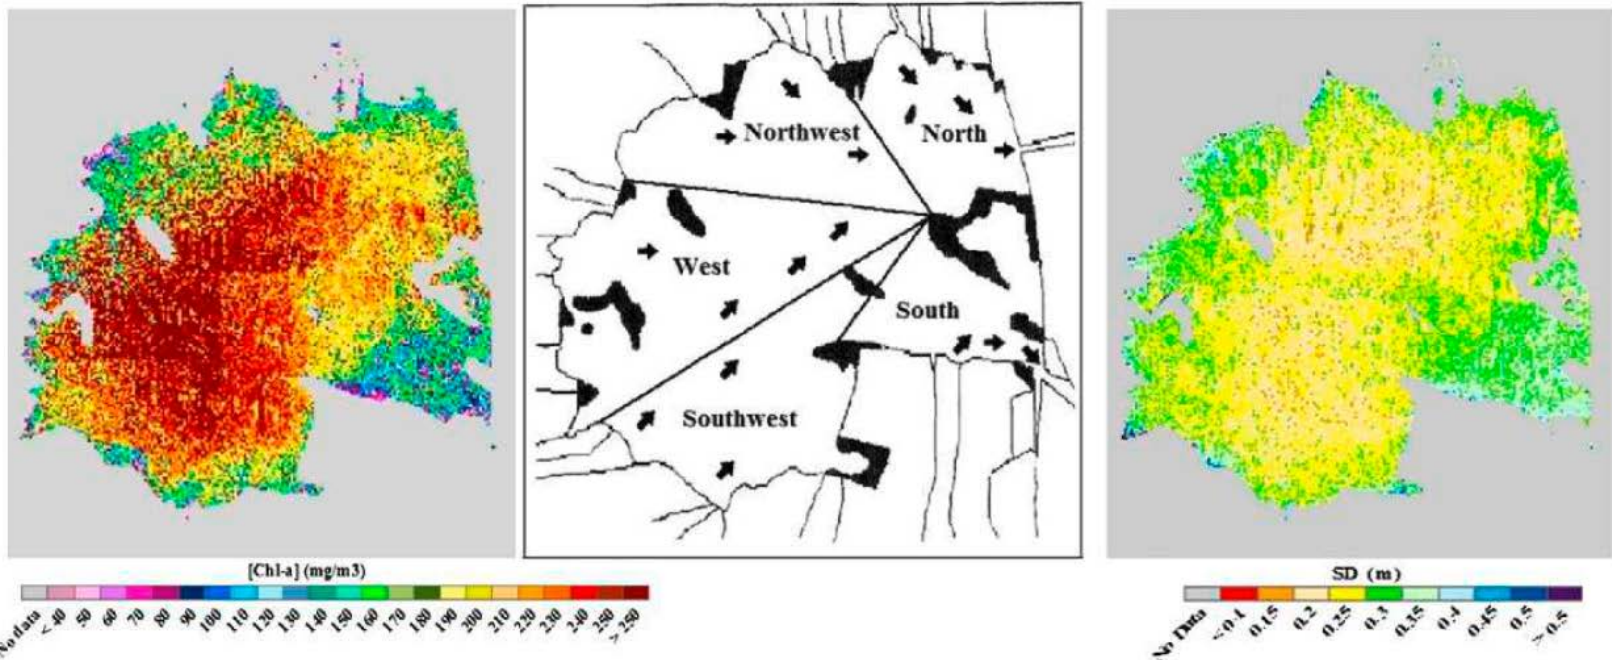 Northwest
North
West
South
Southwest
[Chl-a] (mg/m3)
No data < 40 50 60 70 80 90 100 110 120 130 140 150 160 170 180 190 200 210 220 230 240 250 > 250
SD (m)
No Data < 0.1 0.15 0.2 0.25 0.3 0.35 0.4 0.45 0.5 > 0.5